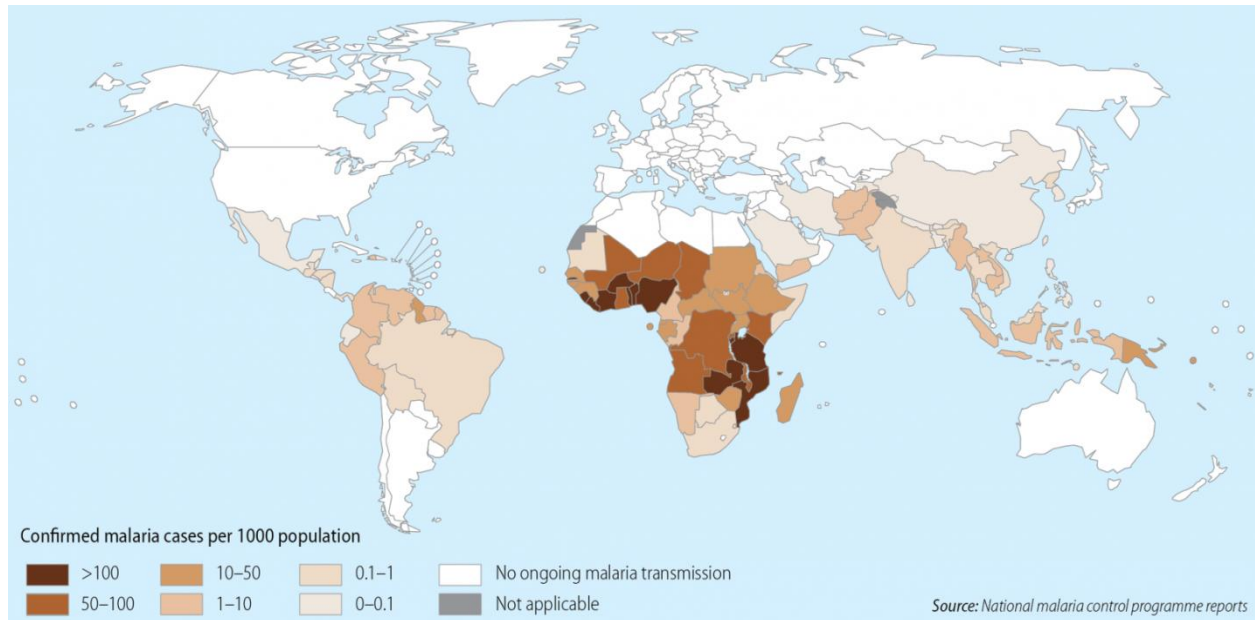 Confirmed malaria cases per 1000 population
>100 10–50 0.1–1 No ongoing malaria transmission
50–100 1–10 0–0.1 Not applicable
Source: National malaria control programme reports